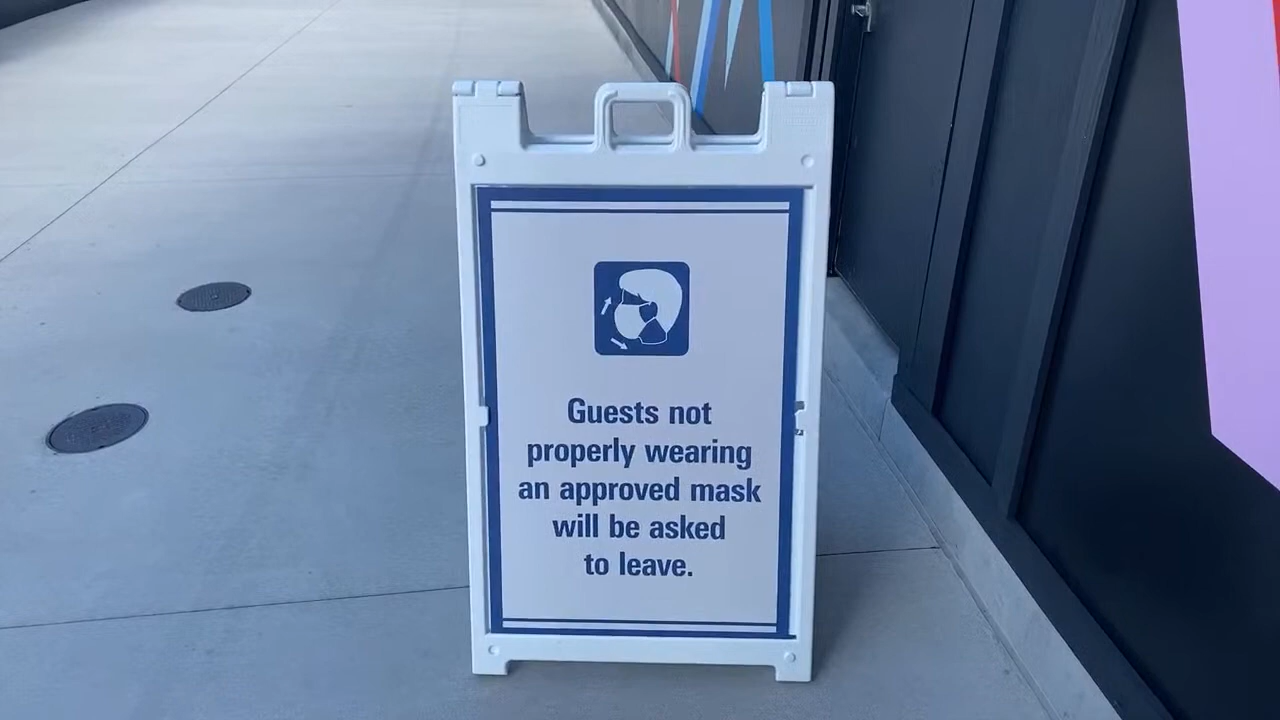 Guests not
properly wearing
an approved mask
will be asked
to leave.